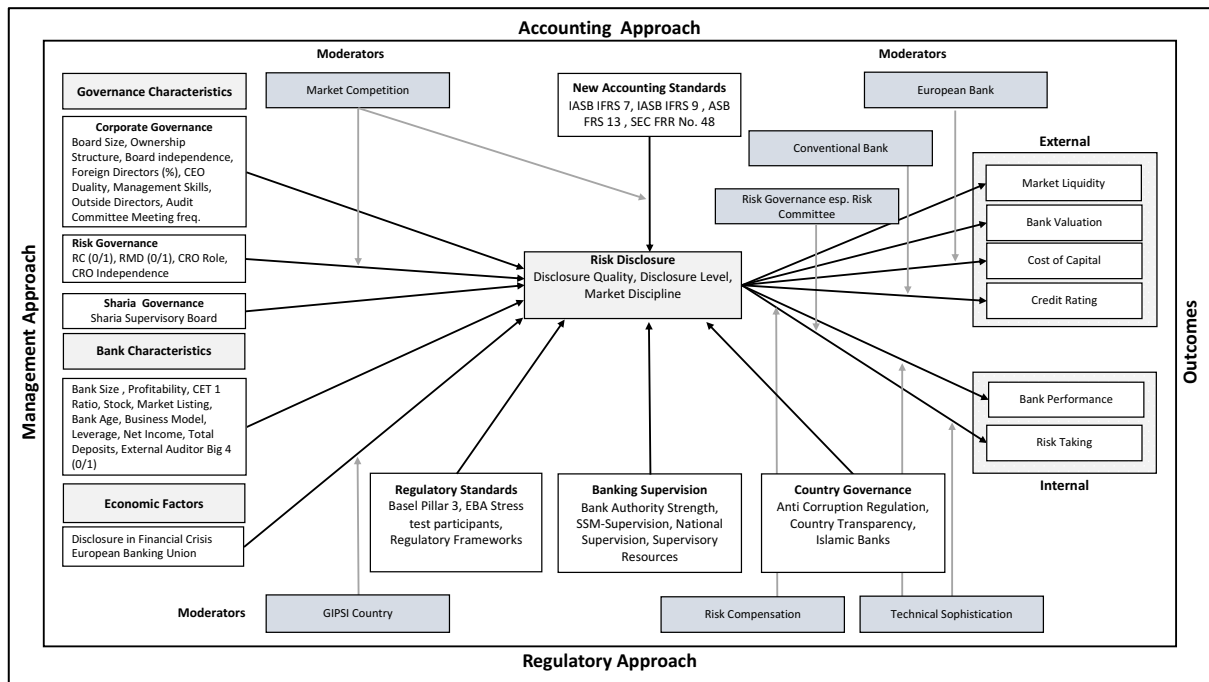 Accounting Approach
Moderators
Moderators
Governance Characteristics
Corporate Governance
Board Size, Ownership
Structure, Board independence,
Foreign Directors (%), CEO
Duality, Management Skills,
Outside Directors, Audit
Committee Meeting freq.
Risk Governance
RC (0/1), RMD (0/1), CRO Role,
CRO Independence
Sharia Governance
Sharia Supervisory Board
Bank Characteristics
Bank Size , Profitability, CET 1
Ratio, Stock, Market Listing,
Bank Age, Business Model,
Leverage, Net Income, Total
Deposits, External Auditor Big 4
(0/1)
Economic Factors
Disclosure in Financial Crisis
European Banking Union
Management Approach
Market Competition
New Accounting Standards
IASB IFRS 7, IASB IFRS 9 , ASB
FRS 13 , SEC FRR No. 48
European Bank
Conventional Bank
Risk Governance esp. Risk
Committee
Risk Disclosure
Disclosure Quality, Disclosure Level,
Market Discipline
External
Market Liquidity
Bank Valuation
Cost of Capital
Credit Rating
Bank Performance
Risk Taking
Internal
Outcomes
Regulatory Standards
Basel Pillar 3, EBA Stress
test participants,
Regulatory Frameworks
Banking Supervision
Bank Authority Strength,
SSM-Supervision, National
Supervision, Supervisory
Resources
Country Governance
Anti Corruption Regulation,
Country Transparency,
Islamic Banks
Moderators
GIPSI Country
Risk Compensation
Technical Sophistication
Regulatory Approach